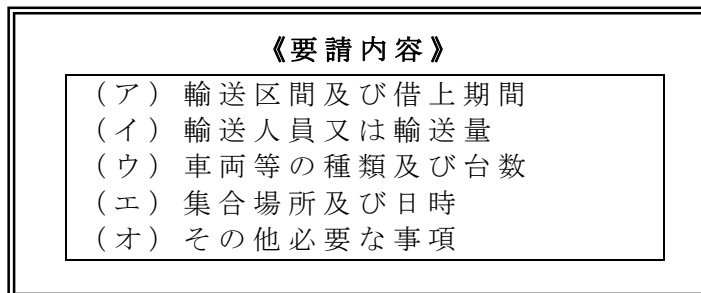 《要請内容》
(ア)輸送区間及び借上期間
(イ)輸送人員又は輸送量
(ウ)車両等の種類及び台数
(エ)集合場所及び日時
(オ)その他必要な事項